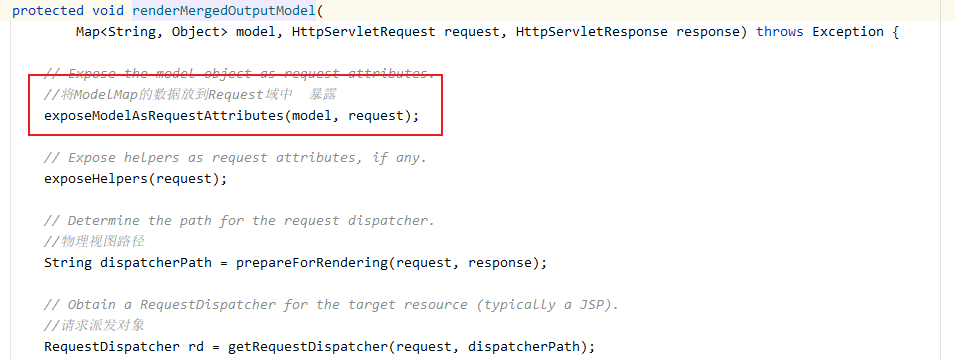 protected void renderMergedOutputModel(
Map<String, Object> model, HttpServletRequest request, HttpServletResponse response) throws Exception {
// Expose the model object as request attributes.
//将ModelMap的数据放到Request域中  暴露
exposeModelAsRequestAttributes(model, request);
// Expose helpers as request attributes, if any.
exposeHelpers(request);
// Determine the path for the request dispatcher.
//物理视图路径
String dispatcherPath = prepareForRendering(request, response);
// Obtain a RequestDispatcher for the target resource (typically a JSP).
//请求派发对象
RequestDispatcher rd = getRequestDispatcher(request, dispatcherPath);